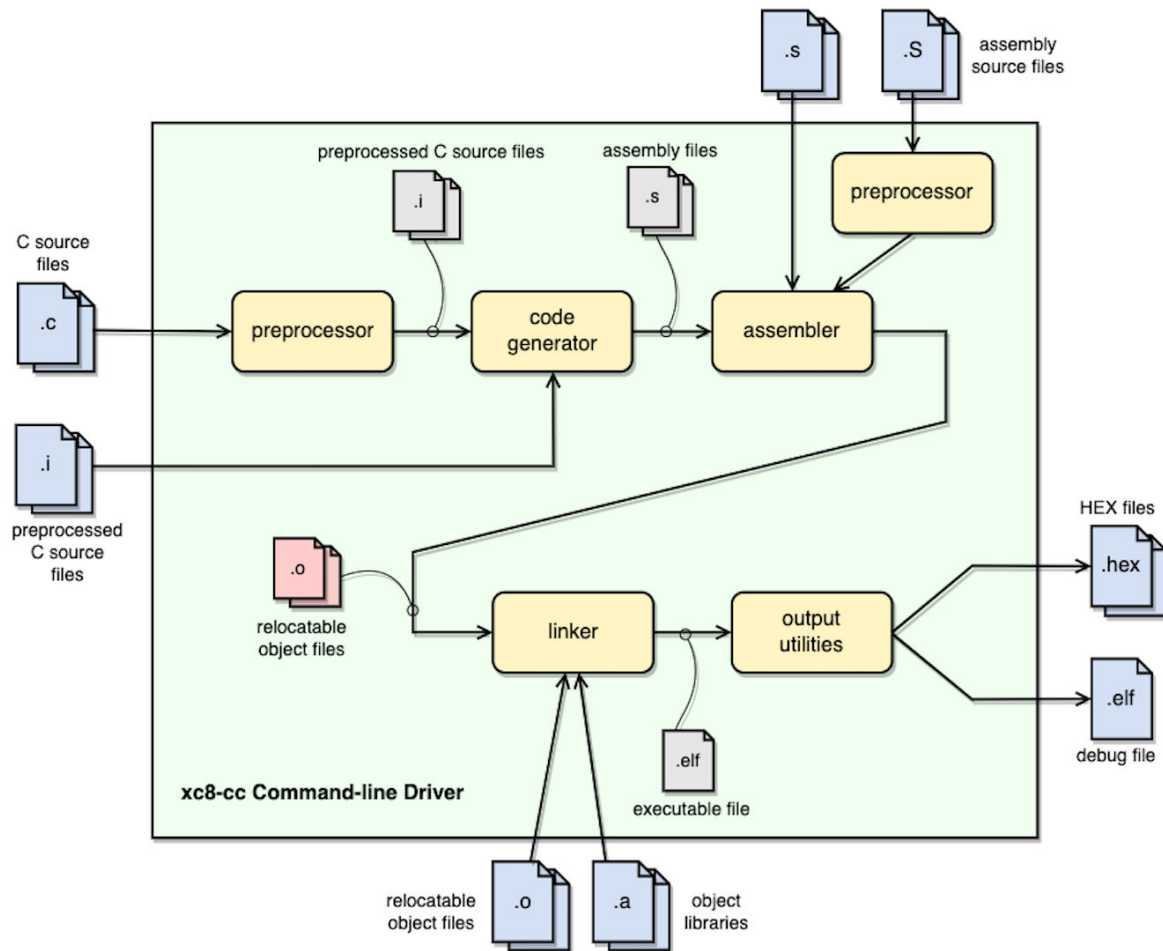 .s
.S
assembly
source files
preprocessed C source files
.i
assembly files
.s
preprocessor
C source
files
.c
preprocessor
code
generator
assembler
.i
preprocessed
C source
files
.o
relocatable
object files
linker
output
utilities
HEX files
.hex
.elf
debug file
.elf
executable file
xc8-cc Command-line Driver
relocatable
object files
.o
.a
object
libraries